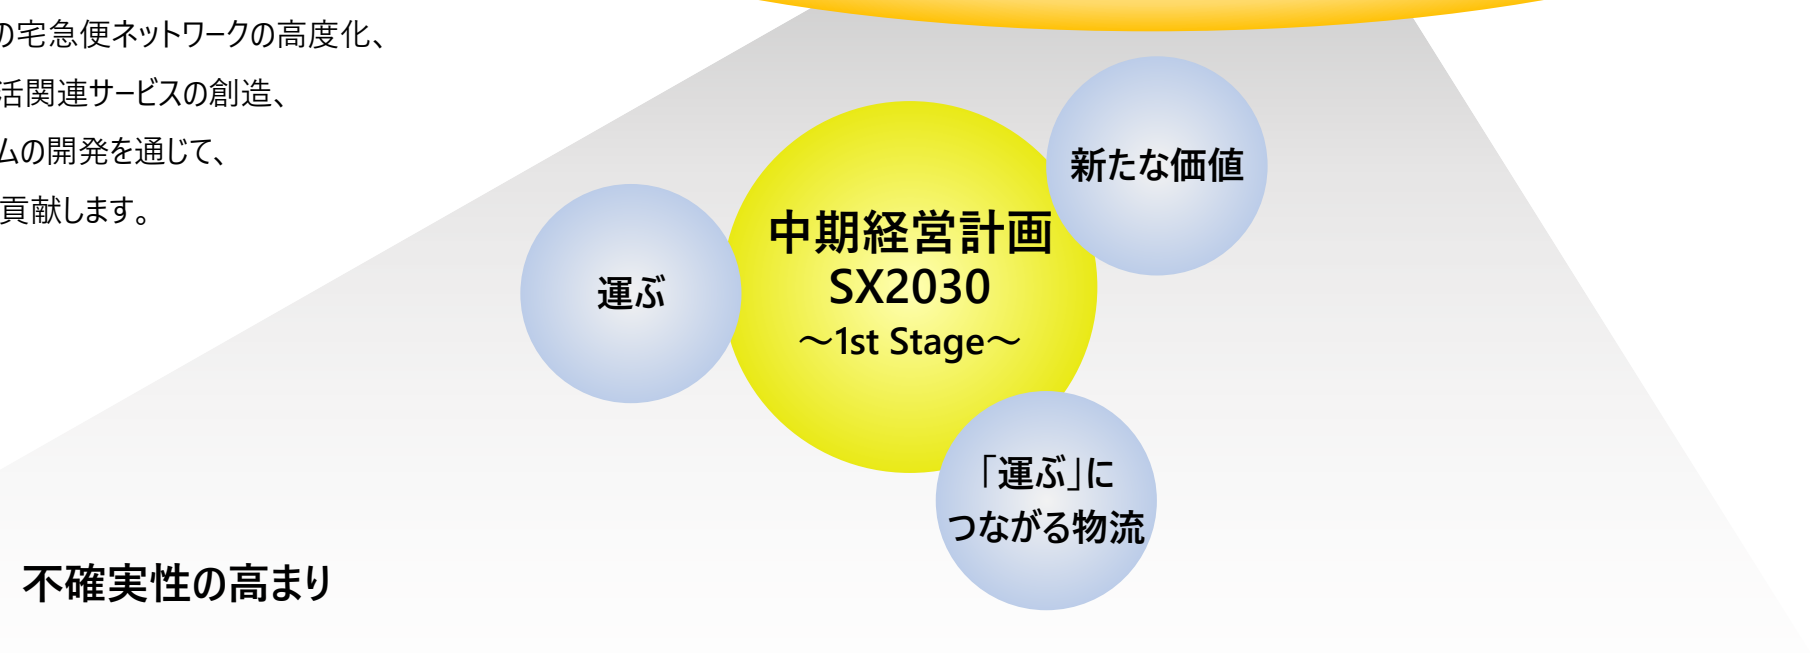 の宅急便ネットワークの高度化、
活関連サービスの創造、
ムの開発を通じて、
貢献します。
新たな価値
中期経営計画
SX2030
～1st Stage～
運ぶ
「運ぶ」に
つながる物流
不確実性の高まり